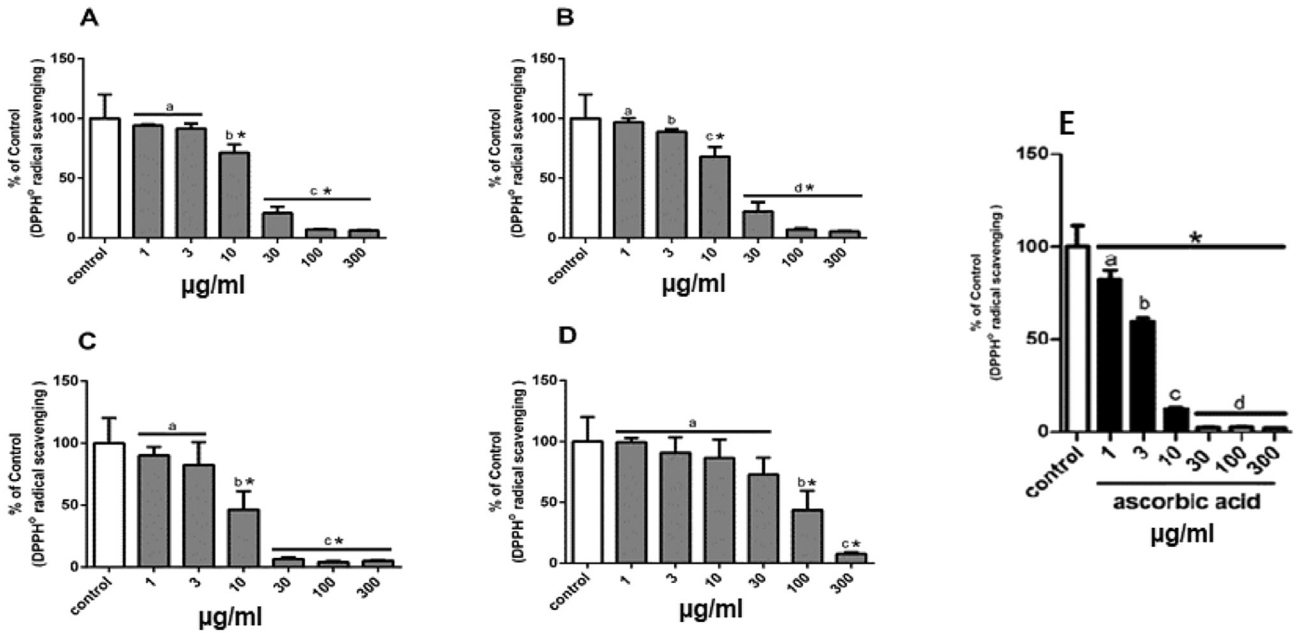 A
% of Control
(DPPH° radical scavenging )
150
100
50
0
a
b *
c *
control
1
3
10
30
100
300
µg/ml
B
% of Control
(DPPH° radical scavenging )
150
100
50
0
a
b
c *
d *
control
1
3
10
30
100
300
µg/ml
C
% of Control
(DPPH° radical scavenging )
150
100
50
0
a
b *
c *
control
1
3
10
30
100
300
µg/ml
D
% of Control
(DPPH° radical scavenging )
150
100
50
0
a
b *
c *
control
1
3
10
30
100
300
µg/ml
E
% of Control
(DPPH° radical scavenging )
150
100
50
0
*
a
b
c
d
control
1
3
10
30
100
300
ascorbic acid
µg/ml